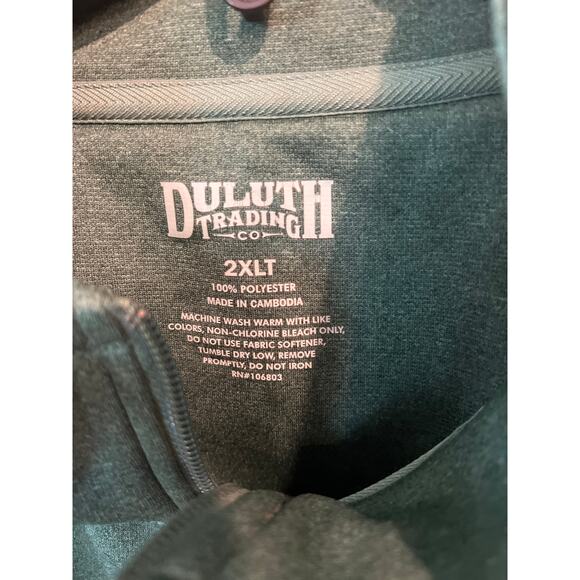 DULUTH
TRADING
CO
2XLT
100% POLYESTER
MADE IN CAMBODIA
MACHINE WASH WARM WITH LIKE
COLORS, NON-CHLORINE BLEACH ONLY,
DO NOT USE FABRIC SOFTENER,
TUMBLE DRY LOW, REMOVE
PROMPTLY, DO NOT IRON
RN#106803